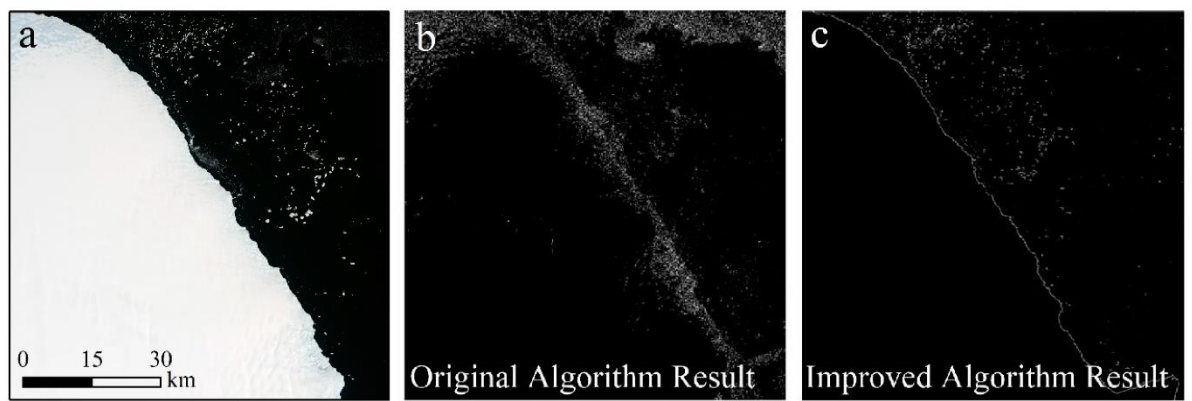 a
b
c
0 15 30
km
Original Algorithm Result
Improved Algorithm Result